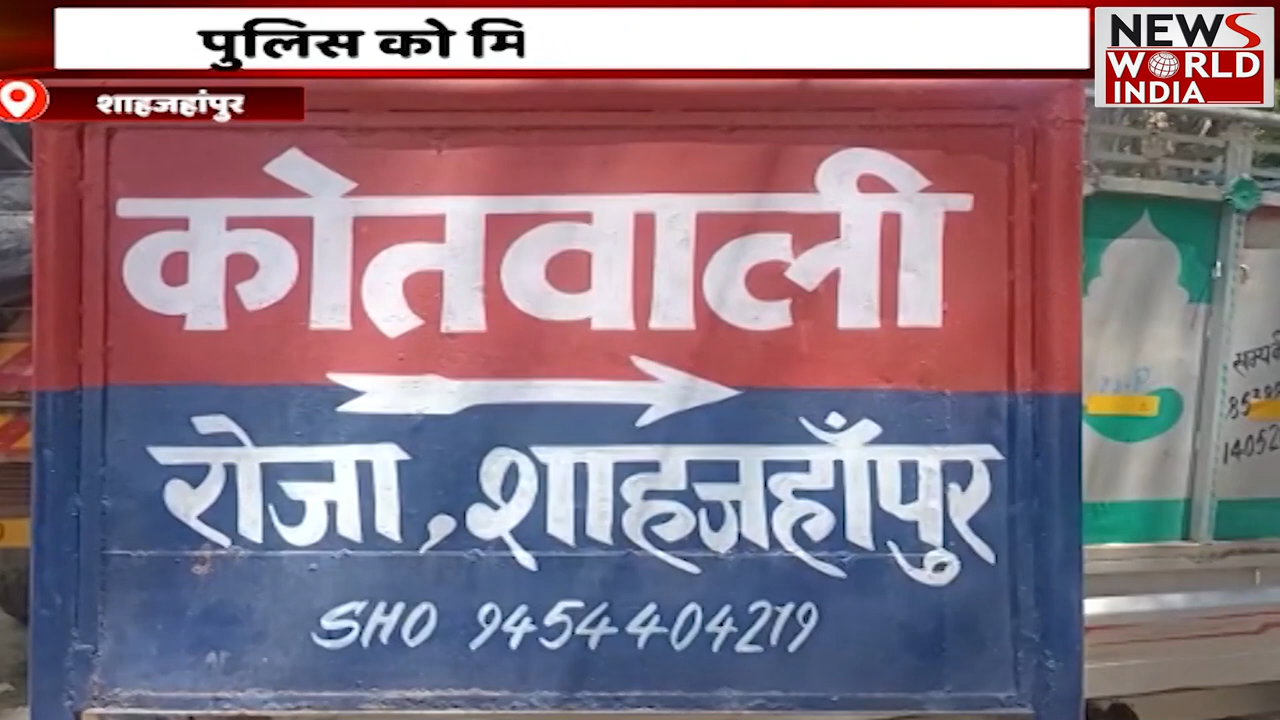 पुलिस को मि
NEWS
WORLD
INDIA
शाहजहांपुर
कोतवाली
रोजा, शाहजहाँपुर
SHO 9454404219